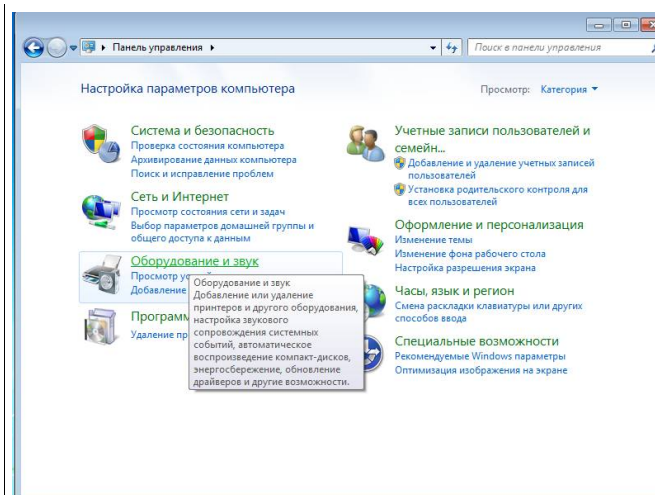 Панель управления
Поиск в панели управления
Настройка параметров компьютера
Просмотр: Категория
Система и безопасность
Проверка состояния компьютера
Архивирование данных компьютера
Поиск и исправление проблем
Сеть и Интернет
Просмотр состояния сети и задач
Выбор параметров домашней группы и
общего доступа к данным
Оборудование и звук
Просмотр
Добавление
Оборудование и звук
Добавление или удаление
принтеров и другого оборудования,
настройка звукового
сопровождения системных
событий, автоматическое
воспроизведение компакт-дисков,
энергосбережение, обновление
драйверов и другие возможности.
Програм
Удаление
Учетные записи пользователей и
семейн...
Добавление и удаление учетных записей
пользователей
Установка родительского контроля для
всех пользователей
Оформление и персонализация
Изменение темы
Изменение фона рабочего стола
Настройка разрешения экрана
Часы, язык и регион
Смена раскладки клавиатуры или других
способов ввода
Специальные возможности
Рекомендуемые Windows параметры
Оптимизация изображения на экране